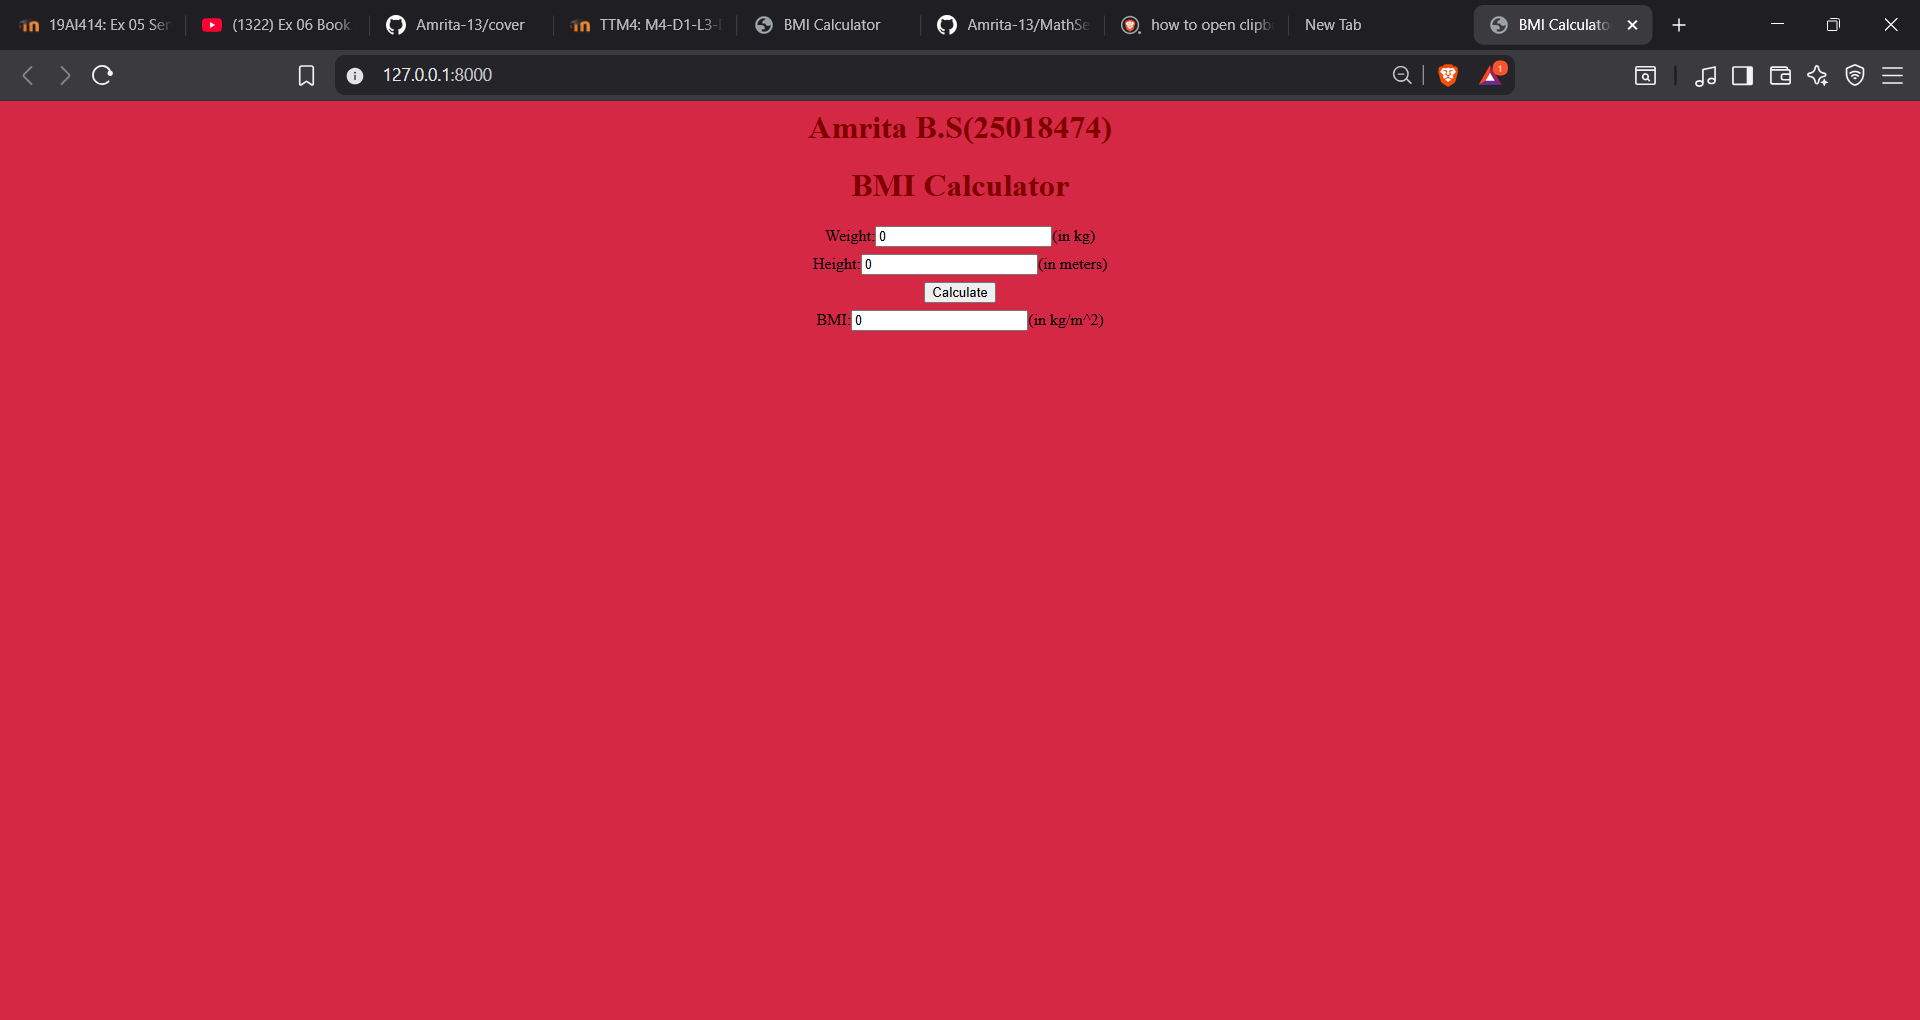 19AI414: Ex 05 Ser
(1322) Ex 06 Book
Amrita-13/cover
TTM4: M4-D1-L3-
BMI Calculator
Amrita-13/MathSe
how to open clipb
New Tab
BMI Calculato
127.0.0.1:8000
1
Amrita B.S(25018474)
BMI Calculator
Weight: 0 (in kg)
Height: 0 (in meters)
Calculate
BMI: 0 (in kg/m^2)